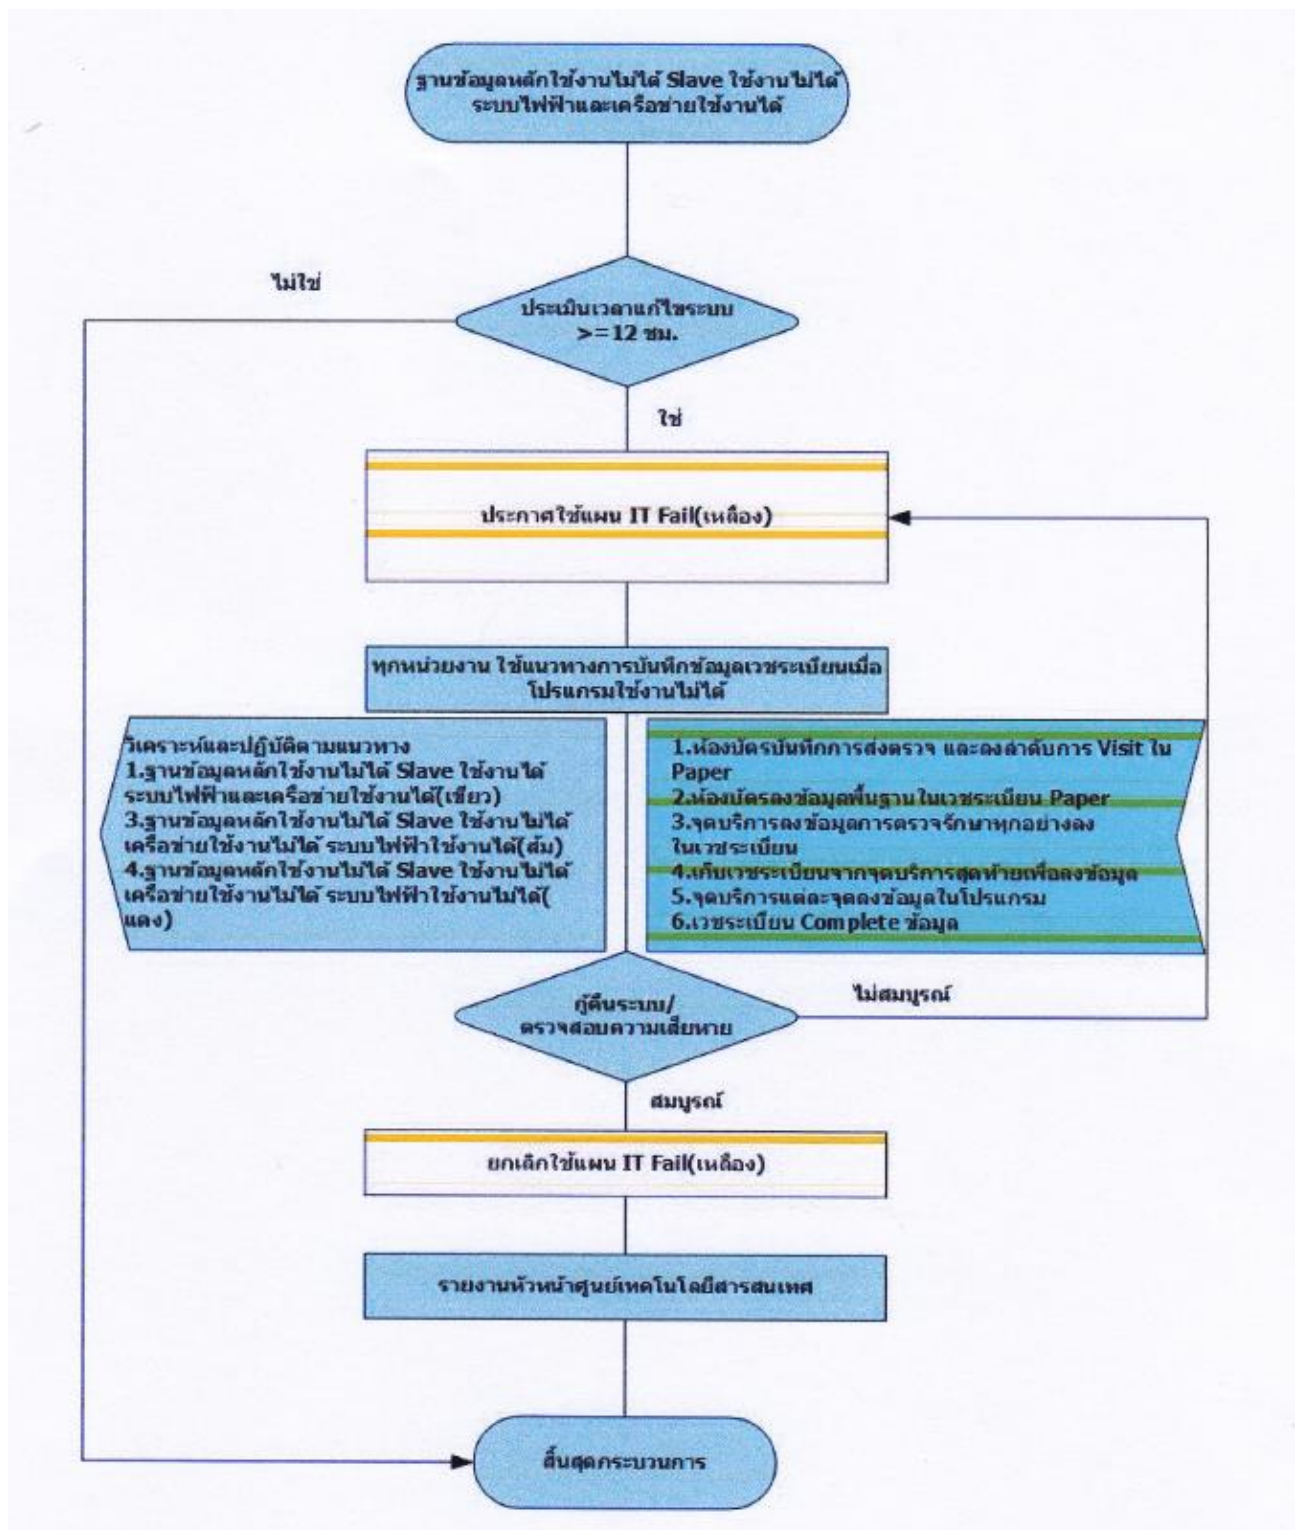 ฐานข้อมูลหลักใช้งานไม่ได้ Slave ใช้งานไม่ได้
ระบบไฟฟ้าและเครือข่ายใช้งานได้
ไม่ใช่
ประเมินเวลาแก้ไขระบบ
>=12 ชม.
ใช่
ประกาศใช้แผน IT Fail(เหลือง)
ทุกหน่วยงาน ใช้แนวทางการบันทึกข้อมูลเวชระเบียนเมื่อ
โปรแกรมใช้งานไม่ได้
วิเคราะห์และปฏิบัติตามแนวทาง
1.ฐานข้อมูลหลักใช้งานไม่ได้ Slave ใช้งานได้
ระบบไฟฟ้าและเครือข่ายใช้งานได้(เขียว)
3.ฐานข้อมูลหลักใช้งานไม่ได้ Slave ใช้งานไม่ได้
เครือข่ายใช้งานไม่ได้ ระบบไฟฟ้าใช้งานได้(ส้ม)
4.ฐานข้อมูลหลักใช้งานไม่ได้ Slave ใช้งานไม่ได้
เครือข่ายใช้งานไม่ได้ ระบบไฟฟ้าใช้งานไม่ได้(
แดง)
1.ห้องบัตรบันทึกการส่งตรวจ และลงลำดับการ Visit ใน
Paper
2.ห้องบัตรลงข้อมูลพื้นฐานในเวชระเบียน Paper
3.จุดบริการลงข้อมูลการตรวจรักษาทุกอย่างลง
ในเวชระเบียน
4.เก็บเวชระเบียนจากจุดบริการสุดท้ายเพื่อลงข้อมูล
5.จุดบริการแต่ละจุดลงข้อมูลในโปรแกรม
6.เวชระเบียน Complete ข้อมูล
กู้คืนระบบ/
ตรวจสอบความเสียหาย
ไม่สมบูรณ์
สมบูรณ์
ยกเลิกใช้แผน IT Fail(เหลือง)
รายงานหัวหน้าศูนย์เทคโนโลยีสารสนเทศ
สิ้นสุดกระบวนการ